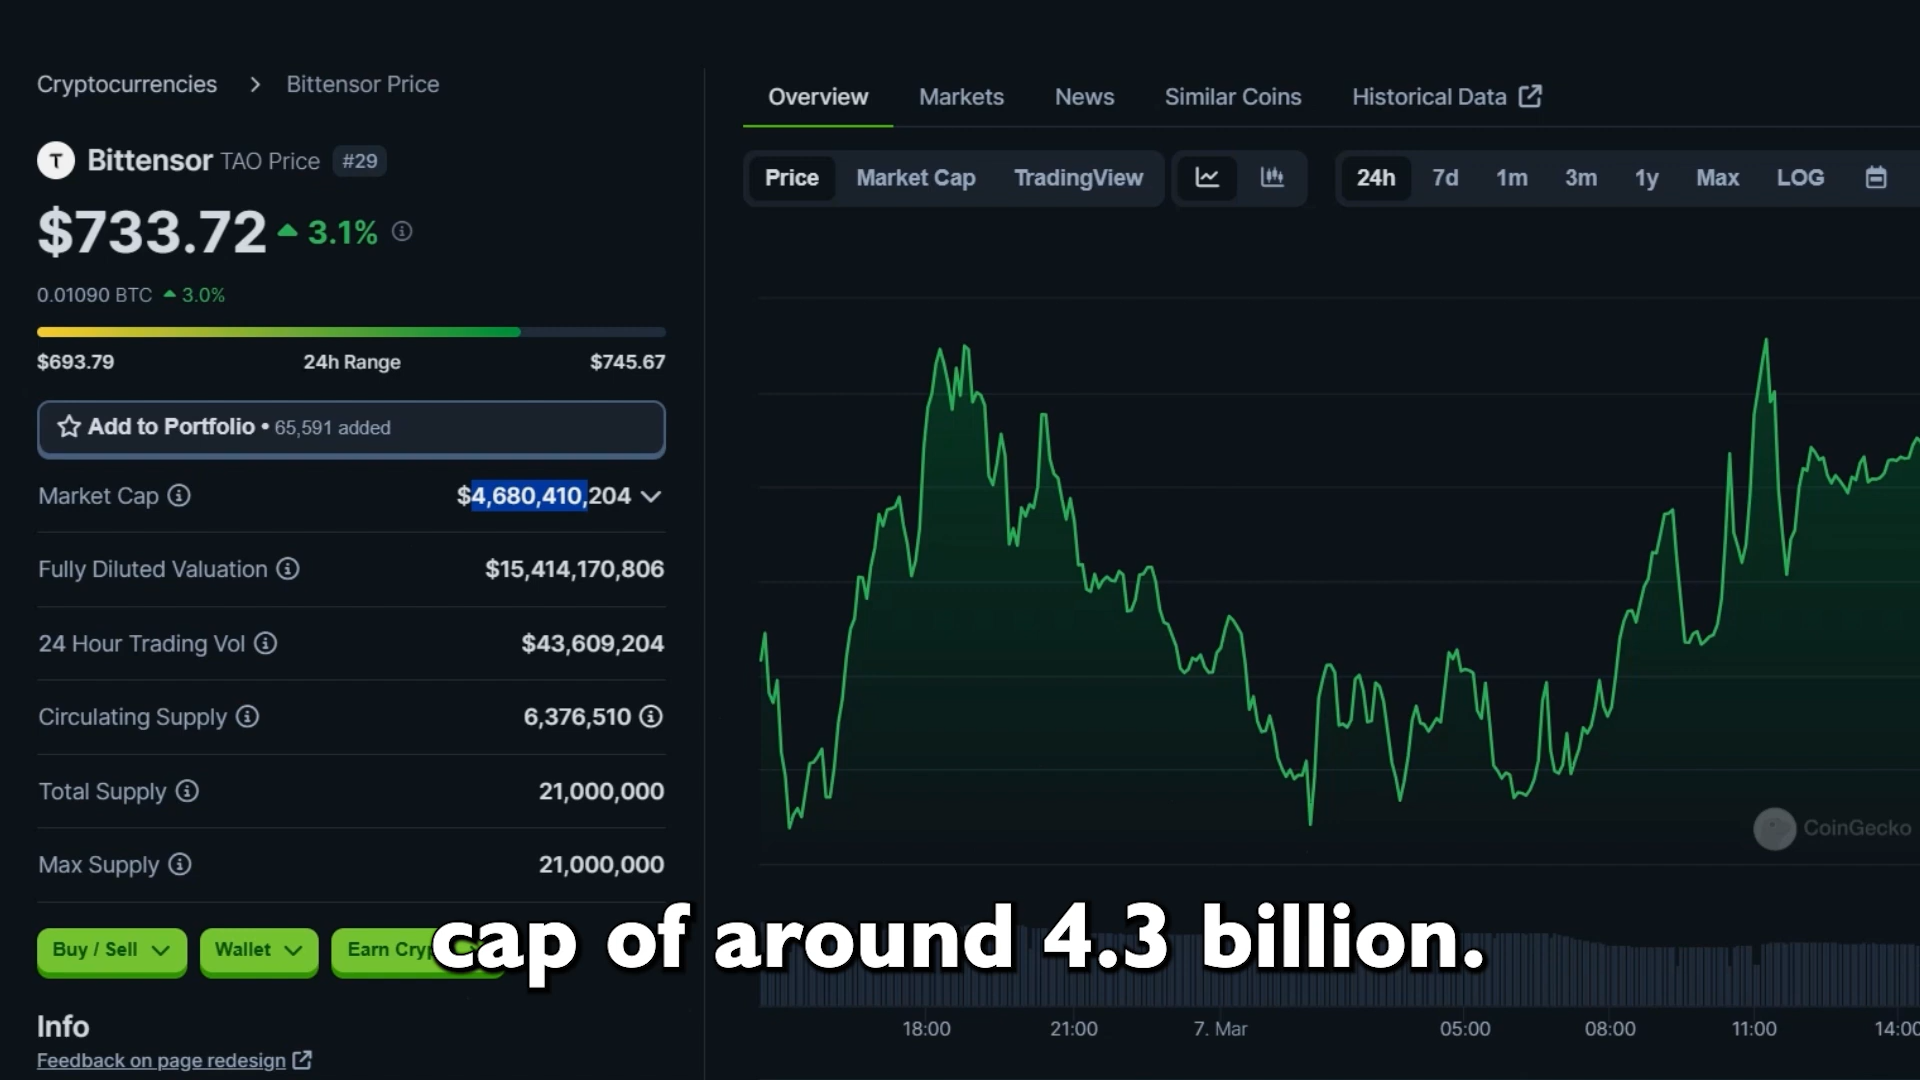 Cryptocurrencies > Bittensor Price
T Bittensor TAO Price #29
$733.72 3.1%
0.01090 BTC 3.0%
$693.79 24h Range $745.67
Add to Portfolio • 65,591 added
Market Cap $4,680,410,204
Fully Diluted Valuation $15,414,170,806
24 Hour Trading Vol $43,609,204
Circulating Supply 6,376,510
Total Supply 21,000,000
Max Supply 21,000,000
Buy / Sell Wallet Earn Cryp
Info
Feedback on page redesign
Overview Markets News Similar Coins Historical Data
Price Market Cap TradingView 24h 7d 1m 3m 1y Max LOG
CoinGecko
18:00 21:00 7. Mar 05:00 08:00 11:00 14:00
cap of around 4.3 billion.